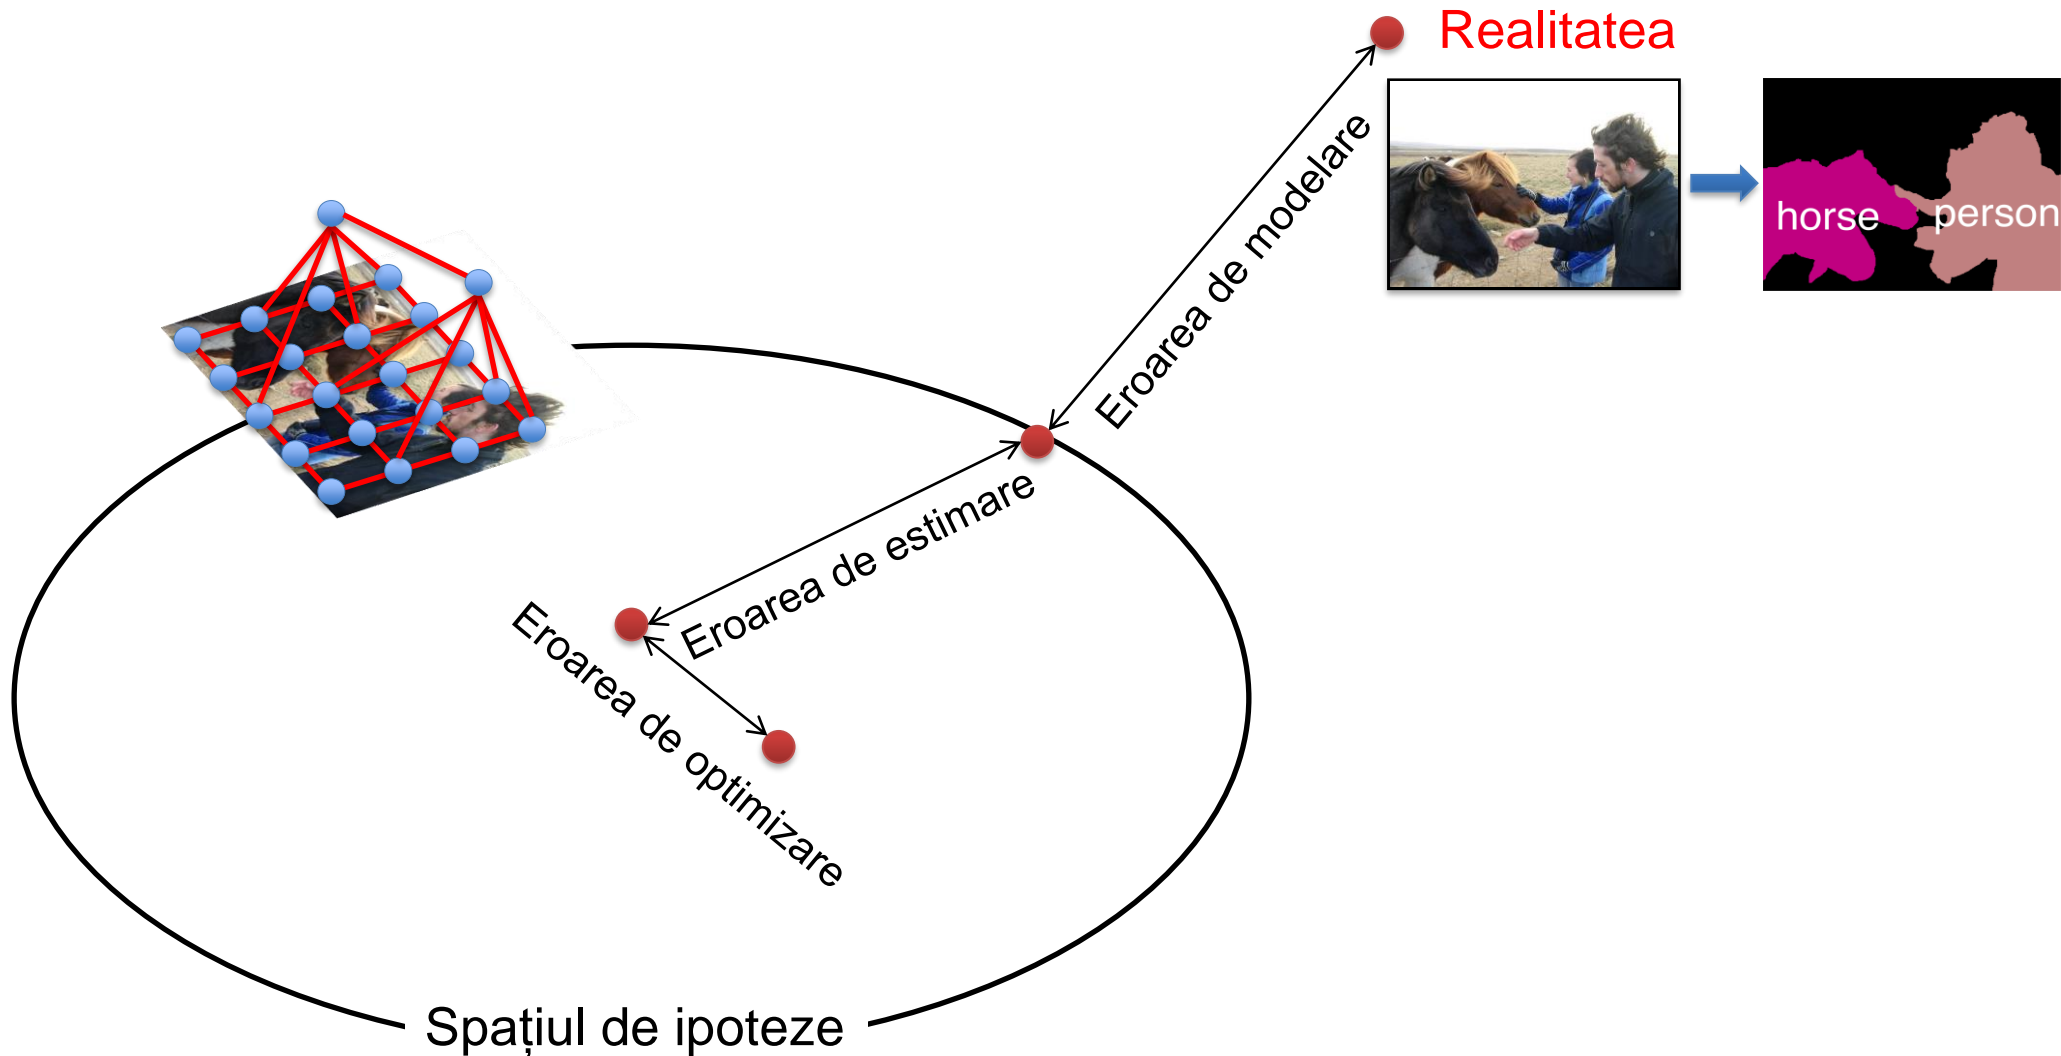 Realitatea
horse
person
Eroarea de modelare
Eroarea de estimare
Eroarea de optimizare
Spațiul de ipoteze